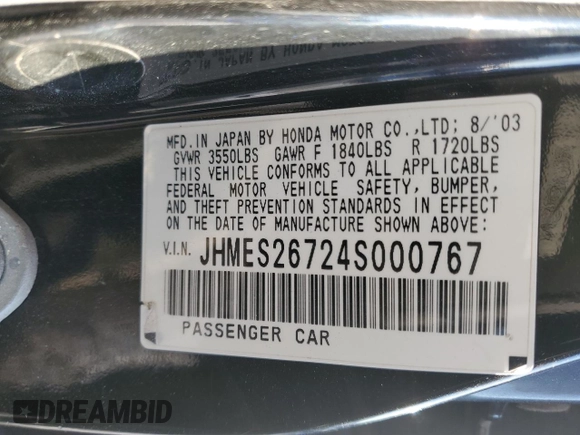 MFD.IN JAPAN BY HONDA MOTOR CO.,LTD; 8/'03
GVWR 3550LBS GAWR F 1840LBS R 1720LBS
THIS VEHICLE CONFORMS TO ALL APPLICABLE
FEDERAL MOTOR VEHICLE SAFETY, BUMPER,
AND THEFT PREVENTION STANDARDS IN EFFECT
ON THE DATE OF MANUFACTURE SHOWN ABOVE:
V.I.N. JHMES26724S000767
PASSENGER CAR
DREAMBID